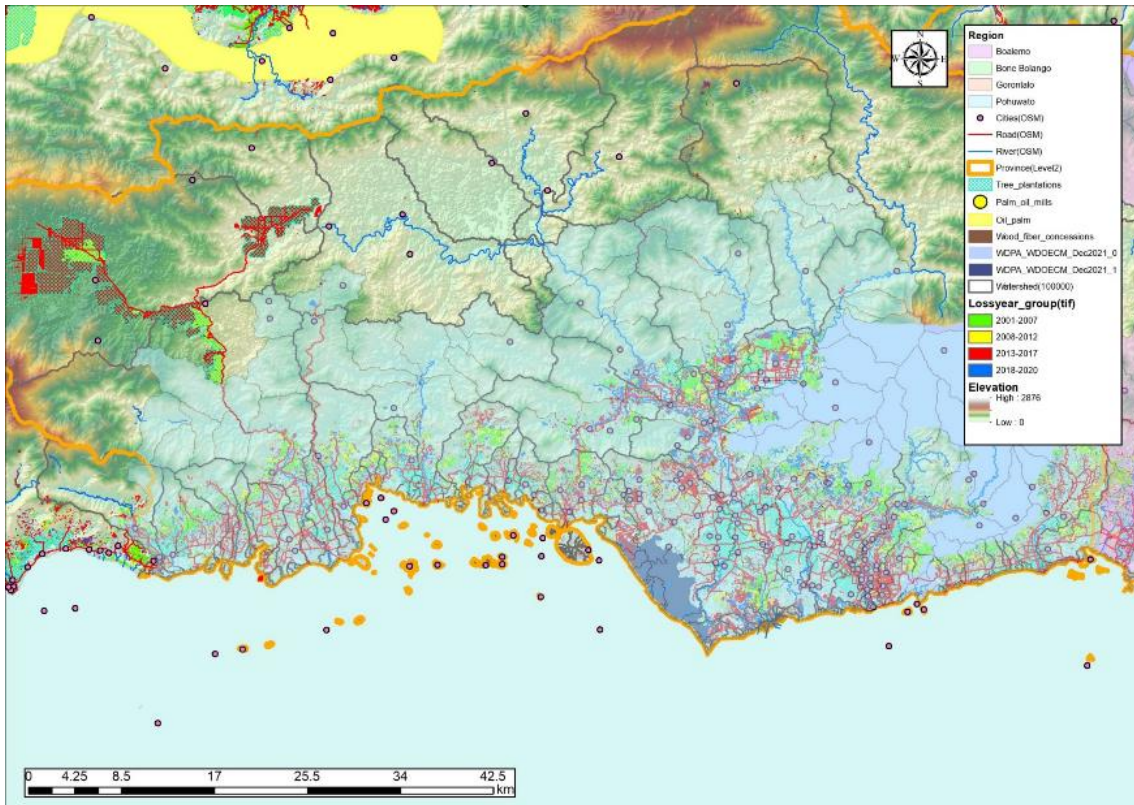 N
W
E
S
Region
Boalemo
Bone Bolango
Gorontalo
Pohuwato
Cities(OSM)
Road(OSM)
River(OSM)
Province(Level2)
Tree_plantations
Palm_oil_mills
Oil_palm
Wood_fiber_concessions
WDPA_WDOECM_Dec2021_0
WDPA_WDOECM_Dec2021_1
Watershed(100000)
Lossyear_group(tif)
2001-2007
2008-2012
2013-2017
2018-2020
Elevation
High : 2876
Low : 0
0 4.25 8.5 17 25.5 34 42.5
km